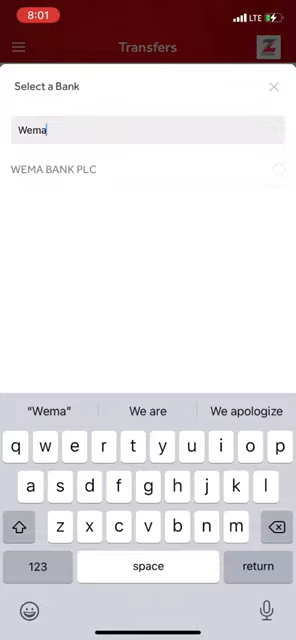 8:01
LTE
Transfers
Z
Select a Bank
Wema
WEMA BANK PLC
“Wema” We are We apologize
q w e r t y u i o p
a s d f g h j k l
z x c v b n m
123 space return